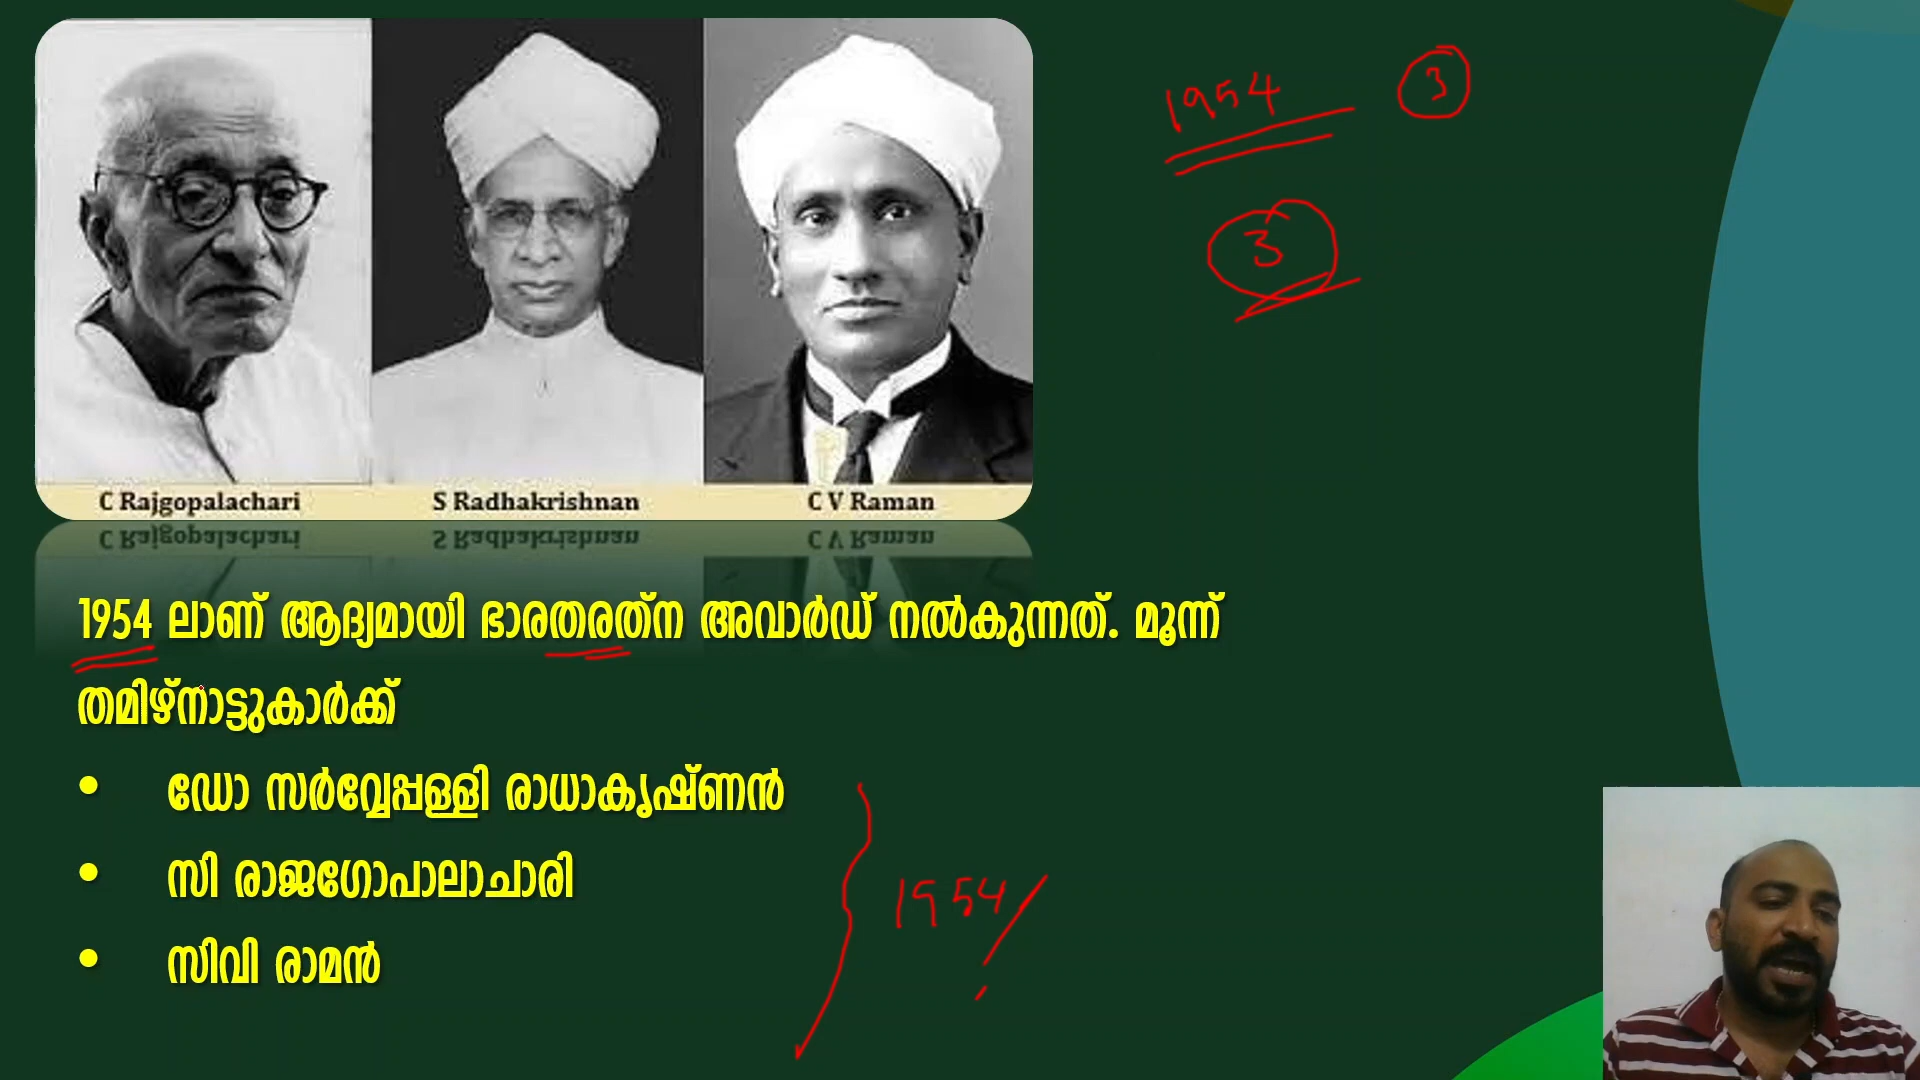 1954 3
3
C Rajgopalachari S Radhakrishnan C V Raman
1954 ലാണ് ആദ്യമായി ഭാരതരത്‌ന അവാർഡ് നൽകുന്നത്. മൂന്ന്
തമിഴ്‌നാട്ടുകാർക്ക്
• ഡോ സർവ്വേപ്പള്ളി രാധാകൃഷ്ണൻ
• സി രാജഗോപാലാചാരി
1954
• സിവി രാമൻ